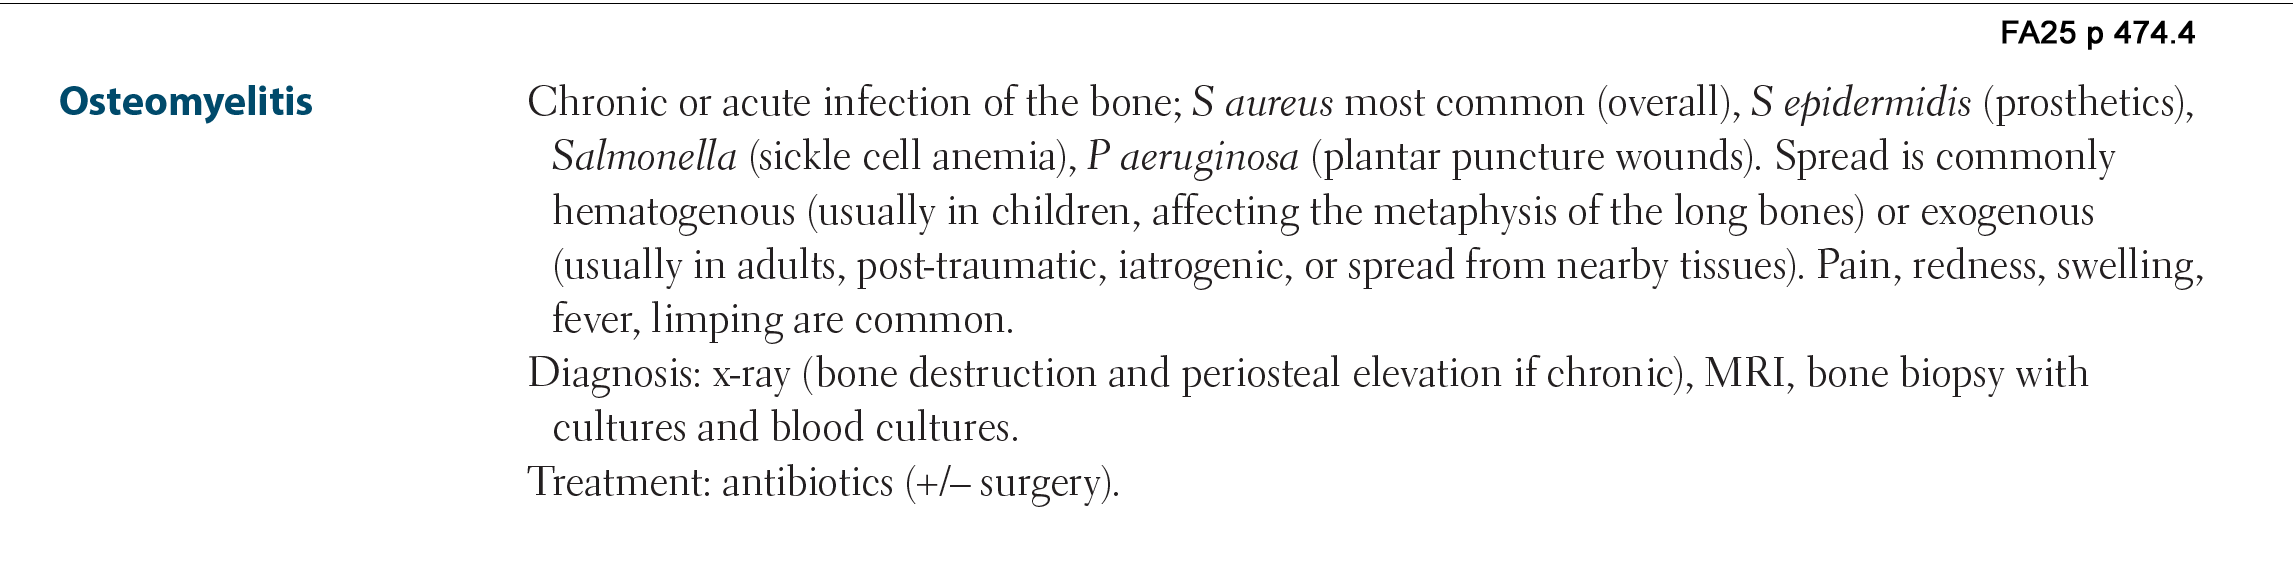 FA25 p 474.4
Osteomyelitis
Chronic or acute infection of the bone; S aureus most common (overall), S epidermidis (prosthetics),
Salmonella (sickle cell anemia), P aeruginosa (plantar puncture wounds). Spread is commonly
hematogenous (usually in children, affecting the metaphysis of the long bones) or exogenous
(usually in adults, post-traumatic, iatrogenic, or spread from nearby tissues). Pain, redness, swelling,
fever, limping are common.
Diagnosis: x-ray (bone destruction and periosteal elevation if chronic), MRI, bone biopsy with
cultures and blood cultures.
Treatment: antibiotics (+/– surgery).